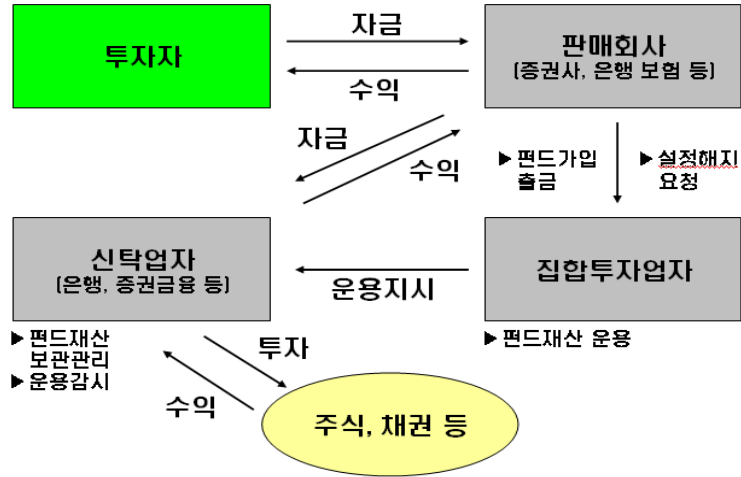 자금
투자자
판매회사
(증권사, 은행 보험 등)
수익
자금
수익
▶ 펀드가입
출금
▶ 설정해지
요청
신탁업자
(은행, 증권금융 등)
운용지시
집합투자업자
▶ 펀드재산
보관관리
▶ 운용감시
투자
▶ 펀드재산 운용
수익
주식, 채권 등